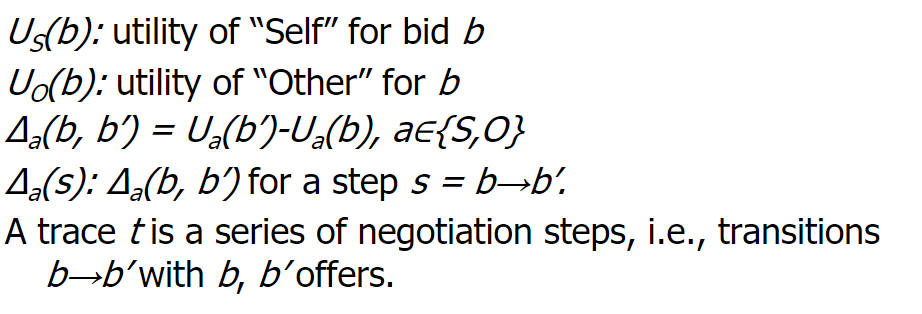 U_S(b): utility of “Self” for bid b
U_O(b): utility of “Other” for b
Δ_a(b, b’) = U_a(b’)-U_a(b), a∈{S,O}
Δ_a(s): Δ_a(b, b’) for a step s = b→b’.
A trace t is a series of negotiation steps, i.e., transitions
b→b’ with b, b’ offers.